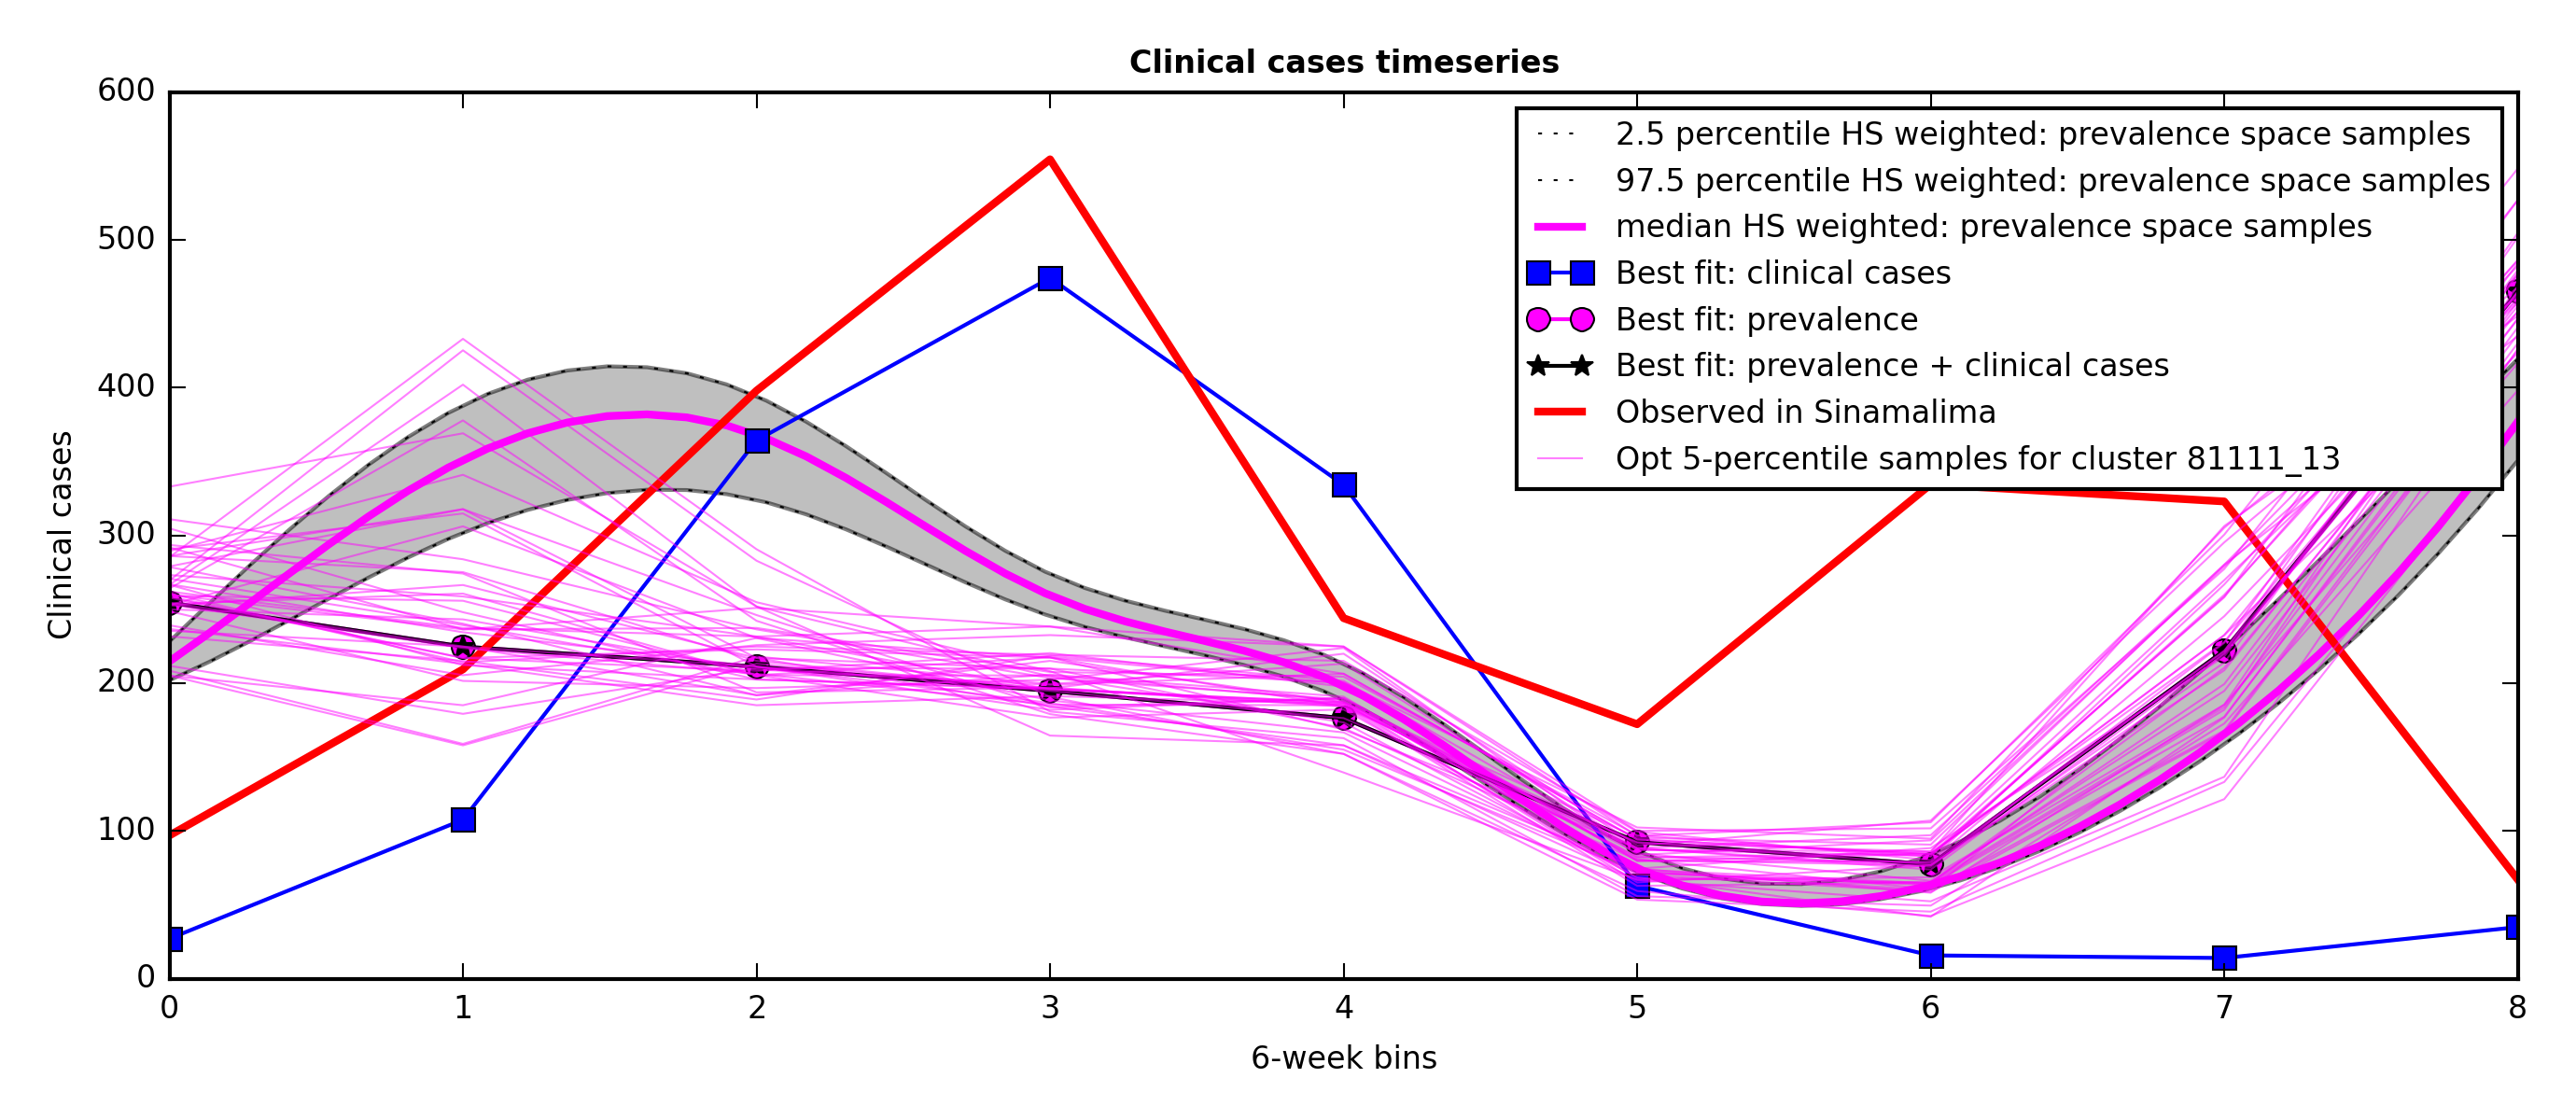 Clinical cases timeseries
600
500
400
300
200
100
0
Clinical cases
2.5 percentile HS weighted: prevalence space samples
97.5 percentile HS weighted: prevalence space samples
median HS weighted: prevalence space samples
Best fit: clinical cases
Best fit: prevalence
Best fit: prevalence + clinical cases
Observed in Sinamalima
Opt 5-percentile samples for cluster 81111_13
0 1 2 3 4 5 6 7 8
6-week bins